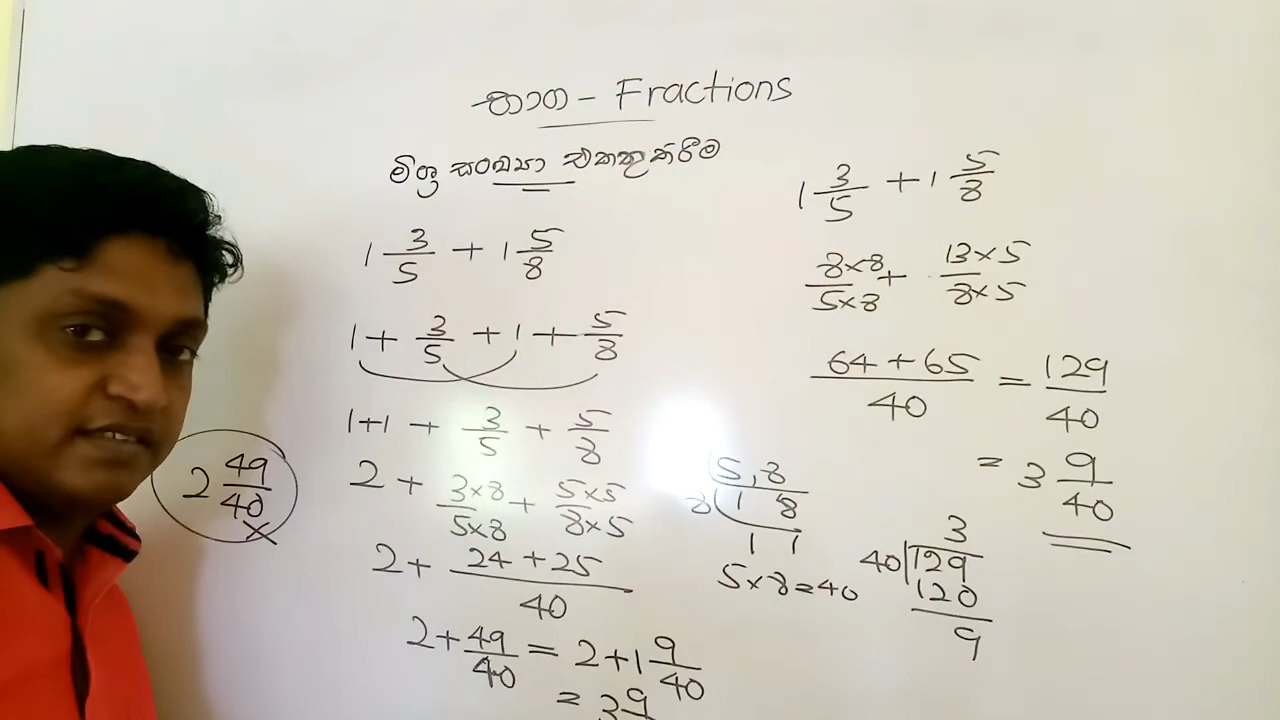 භාග - Fractions
මිශ්‍ර සංඛ්‍යා එකතුකිරීම
1 3/5 + 1 5/8
1 + 3/5 + 1 + 5/8
1+1 + 3/5 + 5/8
2 + 3×8/5×8 + 5×5/8×5
2 + 24 + 25/40
2 + 49/40 = 2 + 1 9/40
= 3 9
2 49/40 ×
5, 8
8 1 8
1 1
5×8=40
1 3/5 + 1 5/8
8×8/5×8 + 13×5/8×5
64 + 65/40 = 129/40
= 3 9/40
3
40 129
120
9